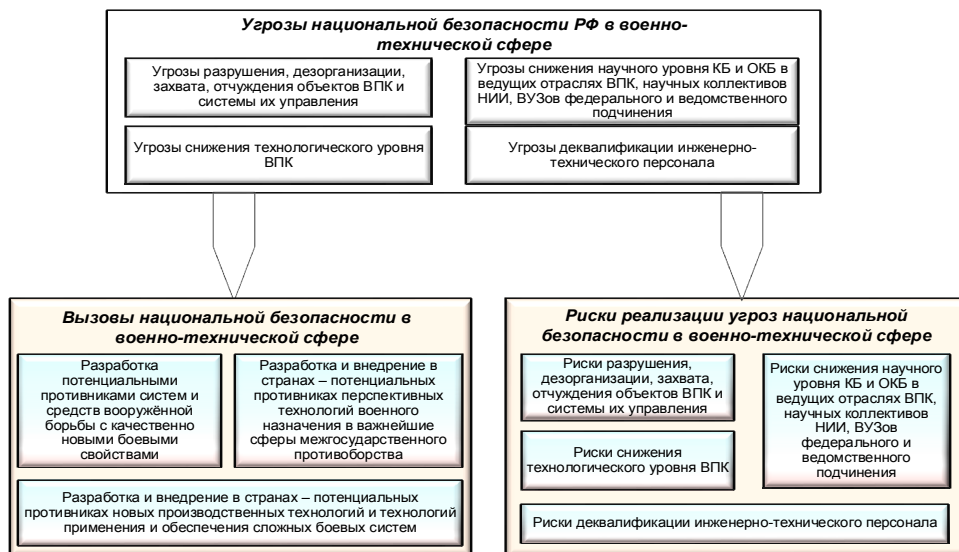 Угрозы национальной безопасности РФ в военно-
технической сфере
Угрозы разрушения, дезорганизации,
захвата, отчуждения объектов ВПК и
системы их управления
Угрозы снижения научного уровня КБ и ОКБ в
ведущих отраслях ВПК, научных коллективов
НИИ, ВУЗов федерального и ведомственного
подчинения
Угрозы снижения технологического уровня
ВПК
Угрозы деквалификации инженерно-
технического персонала
Вызовы национальной безопасности в
военно-технической сфере
Разработка
потенциальными
противниками систем и
средств вооружённой
борьбы с качественно
новыми боевыми
свойствами
Разработка и внедрение в
странах – потенциальных
противниках перспективных
технологий военного
назначения в важнейшие
сферы межгосударственного
противоборства
Разработка и внедрение в странах – потенциальных
противниках новых производственных технологий и технологий
применения и обеспечения сложных боевых систем
Риски реализации угроз национальной
безопасности в военно-технической сфере
Риски разрушения,
дезорганизации, захвата,
отчуждения объектов ВПК и
системы их управления
Риски снижения научного
уровня КБ и ОКБ в
ведущих отраслях ВПК,
научных коллективов
НИИ, ВУЗов
федерального и
ведомственного
подчинения
Риски снижения
технологического уровня ВПК
Риски деквалификации инженерно-технического персонала